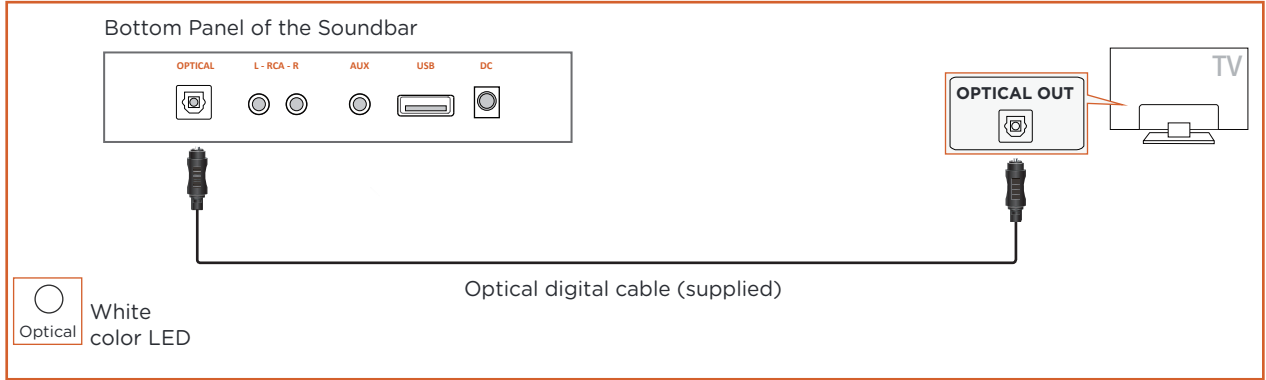 Bottom Panel of the Soundbar
OPTICAL L - RCA - R AUX USB DC
TV
OPTICAL OUT
Optical digital cable (supplied)
Optical
White
color LED